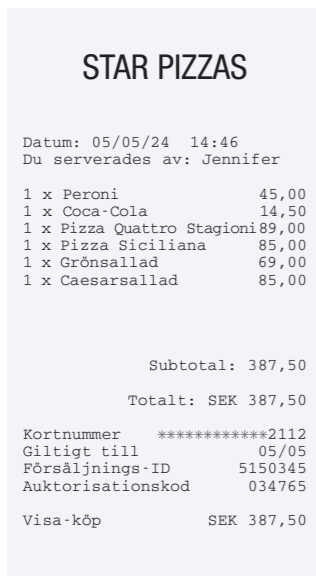 STAR PIZZAS
Datum: 05/05/24 14:46
Du serverades av: Jennifer
1 x Peroni 45,00
1 x Coca-Cola 14,50
1 x Pizza Quattro Stagioni 89,00
1 x Pizza Siciliana 85,00
1 x Grönsallad 69,00
1 x Caesarsallad 85,00
Subtotal: 387,50
Totalt: SEK 387,50
Kortnummer ************2112
Giltigt till 05/05
Försäljnings-ID 5150345
Auktorisationskod 034765
Visa-köp SEK 387,50